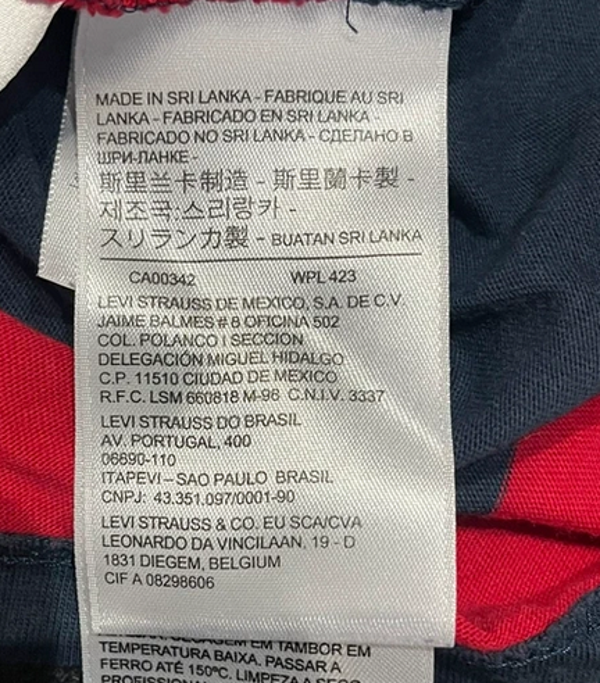 MADE IN SRI LANKA - FABRIQUE AU SRI
LANKA - FABRICADO EN SRI LANKA -
FABRICADO NO SRI LANKA - СДЕЛАНО В
ШРИ-ЛАНКЕ -
斯里兰卡制造 - 斯里蘭卡製 -
제조국:스리랑카 -
スリランカ製 - BUATAN SRI LANKA
CA00342 WPL 423
LEVI STRAUSS DE MEXICO, S.A. DE C.V.
JAIME BALMES # 8 OFICINA 502
COL. POLANCO I SECCION
DELEGACIÓN MIGUEL HIDALGO
C.P. 11510 CIUDAD DE MEXICO
R.F.C. LSM 660818 M-96 C.N.I.V. 3337
LEVI STRAUSS DO BRASIL
AV. PORTUGAL, 400
06690-110
ITAPEVI – SAO PAULO BRASIL
CNPJ: 43.351.097/0001-90
LEVI STRAUSS & CO. EU SCA/CVA
LEONARDO DA VINCILAAN, 19 - D
1831 DIEGEM, BELGIUM
CIF A 08298606
EM TAMBOR EM
TEMPERATURA BAIXA. PASSAR A
FERRO ATÉ 150ºC. LIMPEZA A SECO